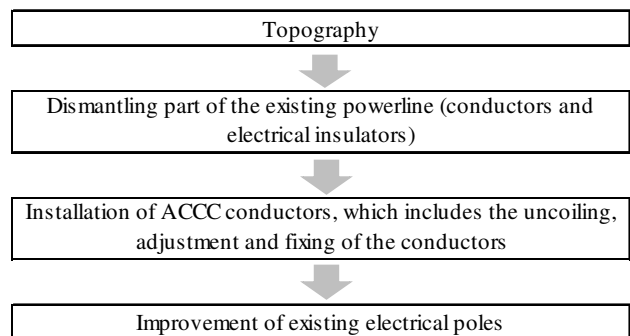 Topography
Dismantling part of the existing powerline (conductors and
electrical insulators)
Installation of ACCC conductors, which includes the uncoiling,
adjustment and fixing of the conductors
Improvement of existing electrical poles